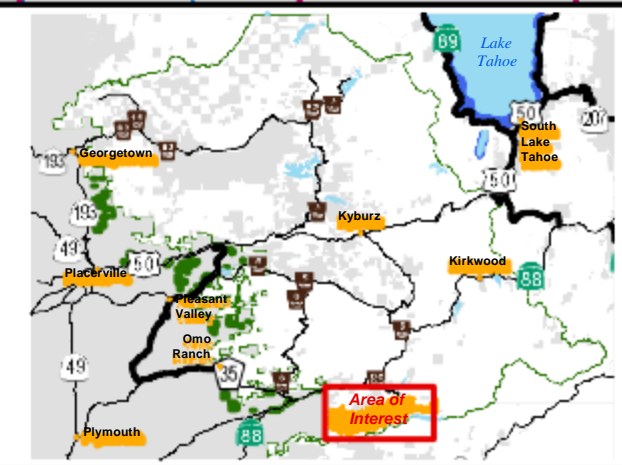 89
Lake
Tahoe
50
207
South
Lake
Tahoe
193
Georgetown
50
193
Kyburz
49
50
Placerville
Kirkwood
88
Pleasant
Valley
Omo
Ranch
49
35
Area of
Interest
Plymouth
88